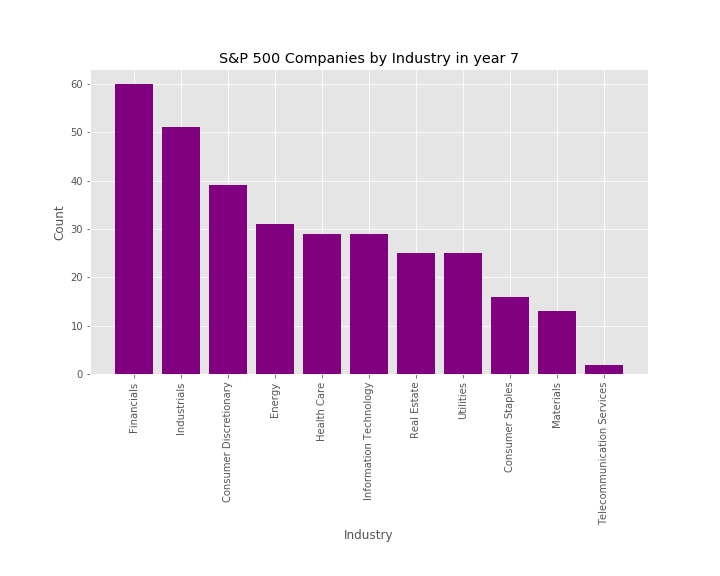 S&P 500 Companies by Industry in year 7
Count
60
50
40
30
20
10
0
Financials
Industrials
Consumer Discretionary
Energy
Health Care
Information Technology
Real Estate
Utilities
Consumer Staples
Materials
Telecommunication Services
Industry